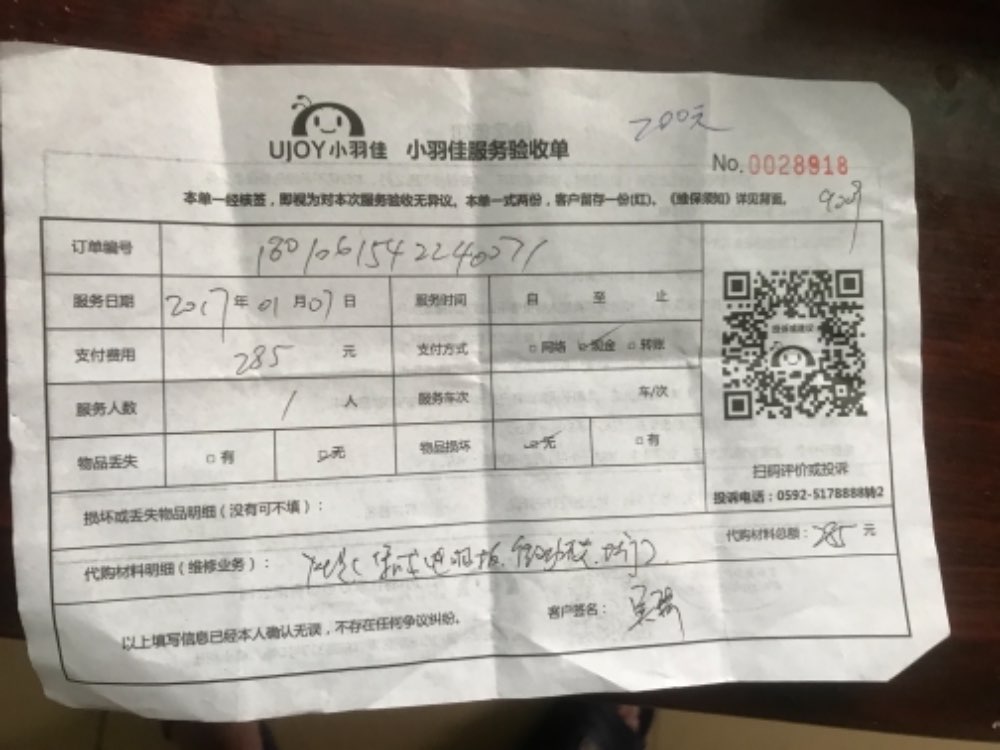 200元
UJOY小羽佳 小羽佳服务验收单
No.0028918
本单一经核签，即视为对本次服务验收无异议。本单一式两份，客户留存一份(红)。《维保须知》详见背面。
订单编号 1801061542240071
服务日期 2017年01月07日 服务时间 自 至 止
支付费用 285 元 支付方式 □网络 ☑现金 □转账
服务人数 1 人 服务车次 车/次
物品丢失 □有 ☑无 物品损坏 ☑无 □有
扫码评价或投诉
投诉电话：0592-5178888转2
损坏或丢失物品明细（没有可不填）：
代购材料总额：285 元
代购材料明细（维修业务）：
以上填写信息已经本人确认无误，不存在任何争议纠纷。 客户签名：